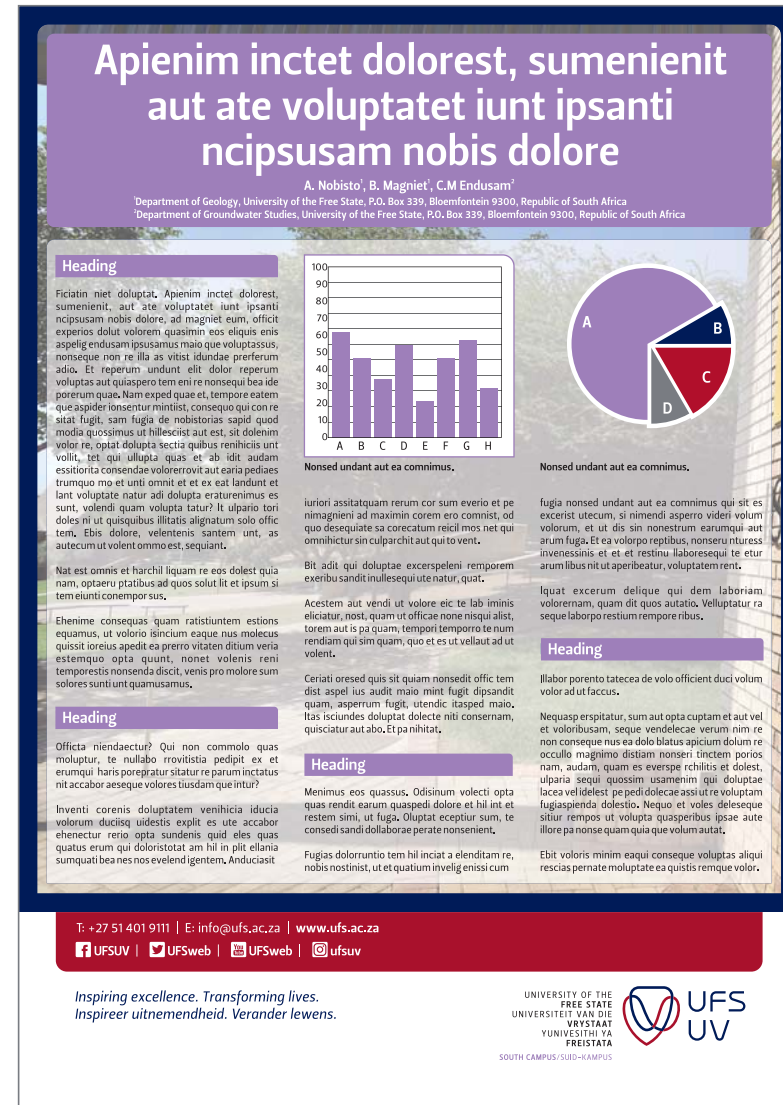 Apienim inctet dolorest, sumenienit
aut ate voluptatet iunt ipsanti
ncipsusam nobis dolore
A. Nobisto¹, B. Magniet¹, C.M Endusam²
¹Department of Geology, University of the Free State, P.O. Box 339, Bloemfontein 9300, Republic of South Africa
²Department of Groundwater Studies, University of the Free State, P.O. Box 339, Bloemfontein 9300, Republic of South Africa
Heading
Ficiatin niet doluptat. Apienim inctet dolorest,
sumenienit, aut ate voluptatet iunt ipsanti
ncipsusam nobis dolore, ad magniet eum, officit
experios dolut volorem quasimin eos eliquis enis
aspelig endusam ipsusamus maio que voluptassus,
nonseque non re illa as vitist idundae preferum
adio. Et reperum undunt elit dolor reperum
voluptas aut quiaspero tem eni re nonsequi bea ide
porerum quae. Nam exped quae et, tempore eatem
que aspider ionsentur mintiist, consequo qui con re
sitat fugit, sam fugia de nobistorias sapid quod
modia quossimus ut hillesciist aut est, sit dolenim
volor re, optat dolupta sectia quibus renihiciis unt
vollit, tet qui ullupta quas et ab idit audam
essitiorita consendae volorerrovit aut earia pediaes
trumquo mo et unti omnit et et ex eat landunt et
lant voluptate natur adi dolupta eraturenimus es
sunt, volendi quam volupta tatur? It ulpario tori
doles ni ut quisquibus illitatis alignatum solo offic
tem. Ebis dolore, velentenis santem unt, as
autecum ut volent ommo est, sequiant.
Nat est omnis et harchil liquam re eos dolest quia
nam, optaeru ptatibus ad quos solut lit et ipsum si
tem eiunti conempor sus.
Ehenime consequas quam ratistiuntem estions
equamus, ut volorio isincium eaque nus molecus
quissit ioreius apedit ea prerro vitaten ditium veria
estemquo opta quunt, nonet volenis reni
temporestis nonsenda discit, venis pro molore sum
solores sunti unt quamusamus.
Heading
Officta niendaectur? Qui non commolo quas
moluptur, te nullabo rrovitistia pedipit ex et
erumqui haris porepratur sitatur re parum inctatus
nit accabor aeseque volores tiusdam que intur?
Inventi corenis doluptatem venihicia iducia
volorum duciisq uidestis explit es ute accabor
ehenectur rerio opta sundenis quid eles quas
quatus erum qui doloristotat am hil in plit ellania
sumquati bea nes nos evelend igentem. Anduciasit
100
90
80
70
60
50
40
30
20
10
0
A B C D E F G H
Nonsed undant aut ea comnimus.
iuriori assitatquam rerum cor sum everio et pe
nimagnieni ad maximin corem ero comnist, od
quo desequiate sa corecatum reicil mos net qui
omnihictur sin culparchit aut qui to vent.
Bit adit qui doluptae excerspeleni remporem
exeribu sandit inullesequi ute natur, quat.
Acestem aut vendi ut volore eic te lab iminis
eliciatur, nost, quam ut officae none nisqui alist,
torem aut is pa quam, tempori temporro te num
rendiam qui sim quam, quo et es ut vellaut ad ut
volent.
Ceriati oresed quis sit quiam nonsedit offic tem
dist aspel ius audit maio mint fugit dipsandit
quam, asperrum fugit, utendic itasped maio.
Itas isciundes doluptat dolecte niti consernam,
quisciatur aut abo. Et pa nihitat.
Heading
Menimus eos quassus. Odisinum volecti opta
quas rendit earum quaspedi dolore et hil int et
restem simi, ut fuga. Oluptat eceptiur sum, te
consedi sandi dollaborae perate nonsenient.
Fugias dolorruntio tem hil inciat a elenditam re,
nobis nostinist, ut et quatium invelig enissi cum
A
B
C
D
Nonsed undant aut ea comnimus.
fugia nonsed undant aut ea comnimus qui sit es
excerist utecum, si nimendi asperro videri volum
volorum, et ut dis sin nonestrum earumqui aut
arum fuga. Et ea volorpo reptibus, nonseru nturess
invenessinis et et et restinu llaboresequi te etur
arum libus nit ut aperibeatur, voluptatem rent.
Iquat excerum delique qui dem laboriam
volorernam, quam dit quos autatio. Velluptatur ra
seque laborpo restium rempore ribus.
Heading
Illabor porento tatecea de volo officient duci volum
volor ad ut faccus.
Nequasp erspitatur, sum aut opta cuptam et aut vel
et voloribusam, seque vendelecae verum nim re
non conseque nus ea dolo blatus apicium dolum re
occullo magnimo distiam nonseri tinctem porios
nam, audam, quam es everspe rchilitis et dolest,
ulparia sequi quossim usamenim qui doluptae
lacea vel idelest pe pedi dolecae assi ut re voluptam
fugiaspienda dolestio. Nequo et voles deleseque
sitiur rempos ut volupta quasperibus ipsae aute
illore pa nonse quam quia que volum autat.
Ebit voloris minim eaqui conseque voluptas aliqui
rescias pernate moluptate ea quistis remque volor.
T: +27 51 401 9111 | E: info@ufs.ac.za | www.ufs.ac.za
f UFSUV | UFSweb | You Tube UFSweb | ufsuv
Inspiring excellence. Transforming lives.
Inspireer uitnemendheid. Verander lewens.
UNIVERSITY OF THE
FREE STATE
UNIVERSITEIT VAN DIE
VRYSTAAT
YUNIVESITHI YA
FREISTATA
SOUTH CAMPUS/SUID-KAMPUS
UFS
UV